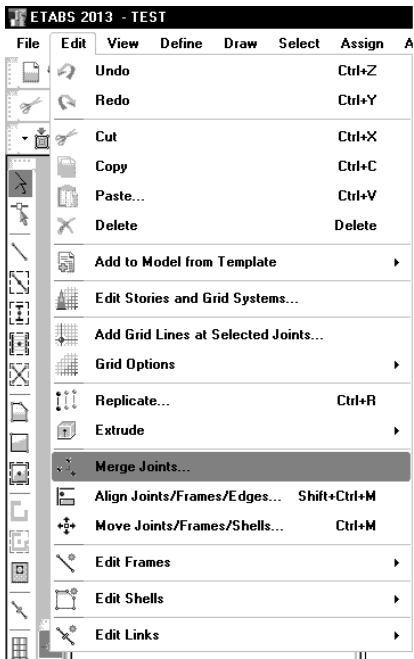 ETABS 2013 - TEST
File Edit View Define Draw Select Assign A
Undo Ctrl+Z
Redo Ctrl+Y
Cut Ctrl+X
Copy Ctrl+C
Paste... Ctrl+V
Delete Delete
Add to Model from Template
Edit Stories and Grid Systems...
Add Grid Lines at Selected Joints...
Grid Options
Replicate... Ctrl+R
Extrude
Merge Joints...
Align Joints/Frames/Edges... Shift+Ctrl+M
Move Joints/Frames/Shells... Ctrl+M
Edit Frames
Edit Shells
Edit Links